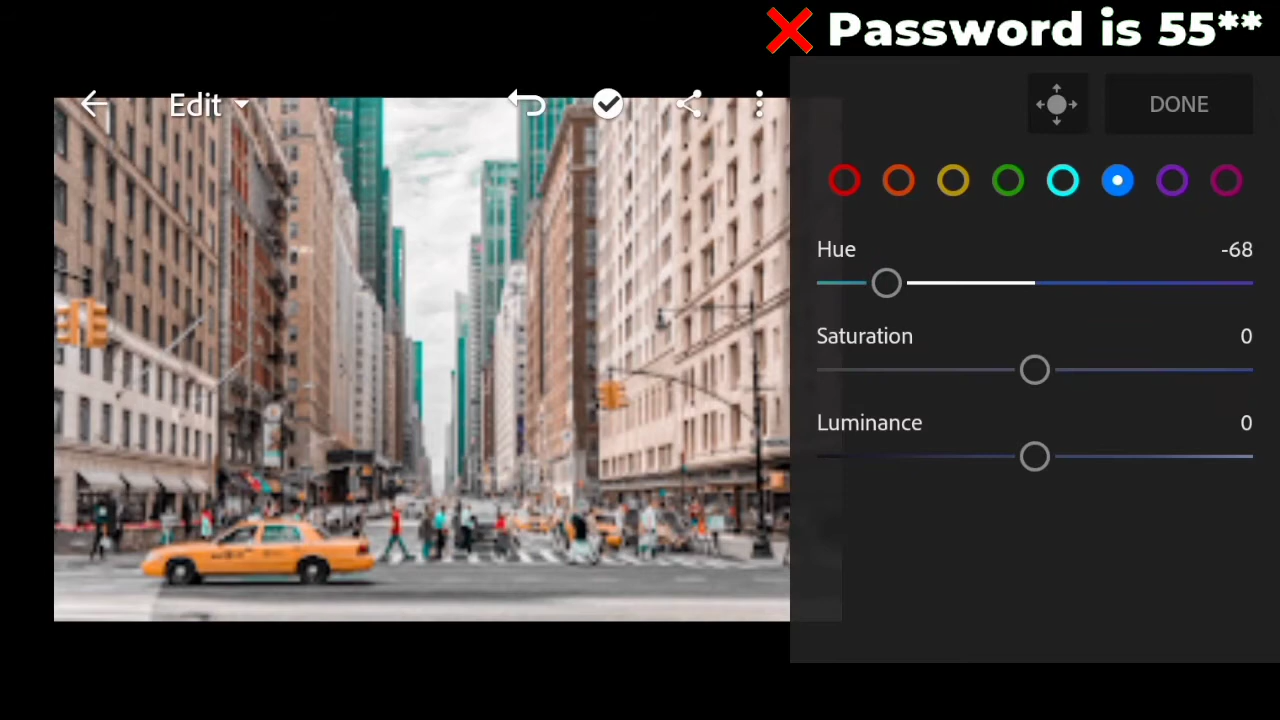 ❌ Password is 55**
Edit
DONE
Hue -68
Saturation 0
Luminance 0